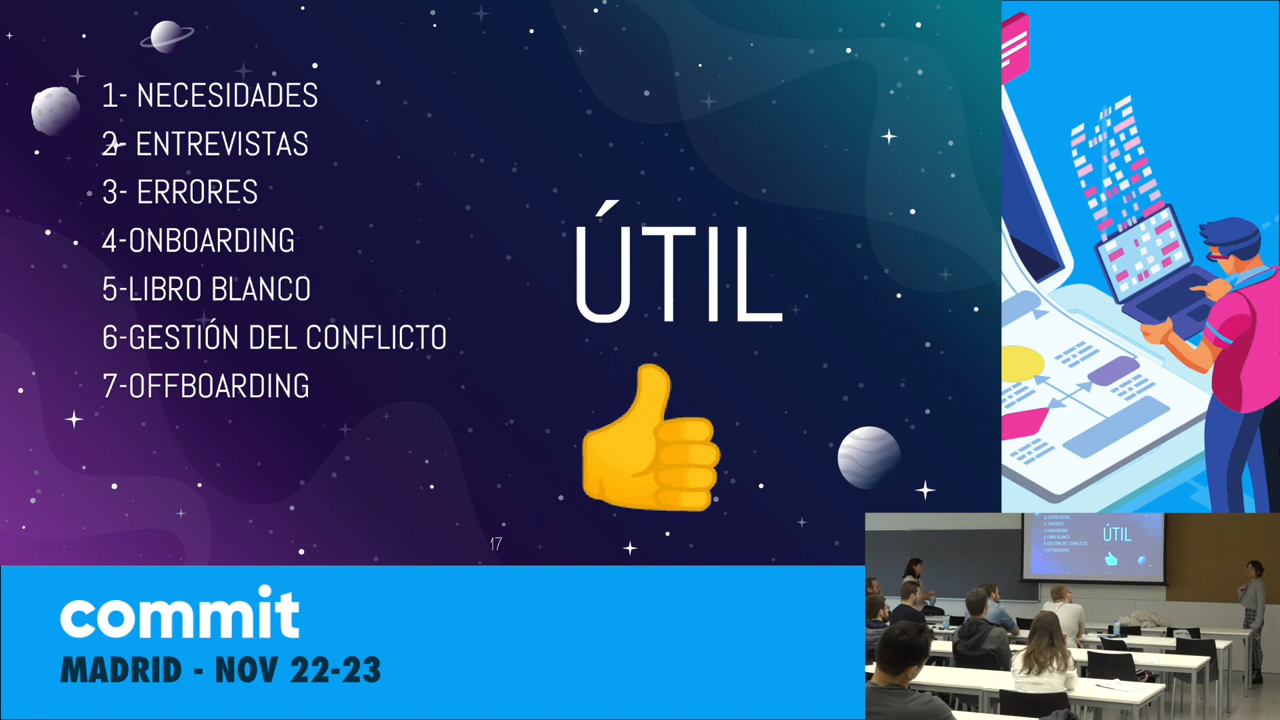 1- NECESIDADES
2- ENTREVISTAS
3- ERRORES
4-ONBOARDING
5-LIBRO BLANCO
6-GESTIÓN DEL CONFLICTO
7-OFFBOARDING
ÚTIL
17
commit
MADRID - NOV 22-23
ÚTIL